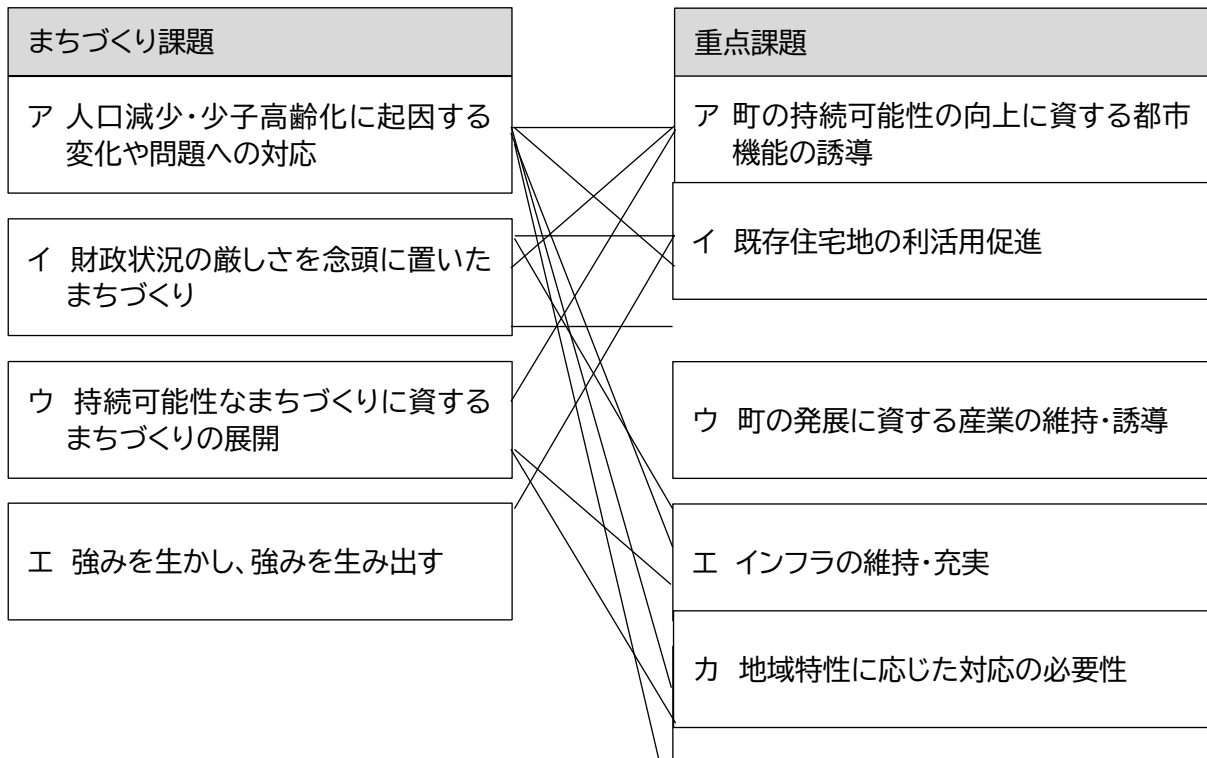 まちづくり課題
ア 人口減少・少子高齢化に起因する
変化や問題への対応
イ 財政状況の厳しさを念頭に置いた
まちづくり
ウ 持続可能性なまちづくりに資する
まちづくりの展開
エ 強みを生かし、強みを生み出す
重点課題
ア 町の持続可能性の向上に資する都市
機能の誘導
イ 既存住宅地の利活用促進
ウ 町の発展に資する産業の維持・誘導
エ インフラの維持・充実
カ 地域特性に応じた対応の必要性